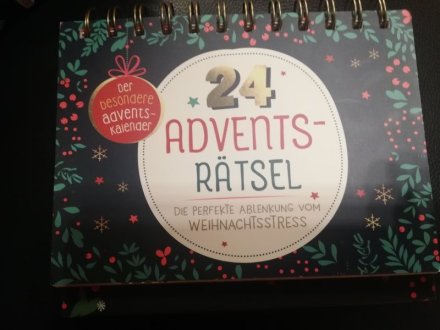 Der
besondere
Advents-
kalender
24
ADVENTS-
RÄTSEL
DIE PERFEKTE ABLENKUNG VOM
WEIHNACHTSSTRESS